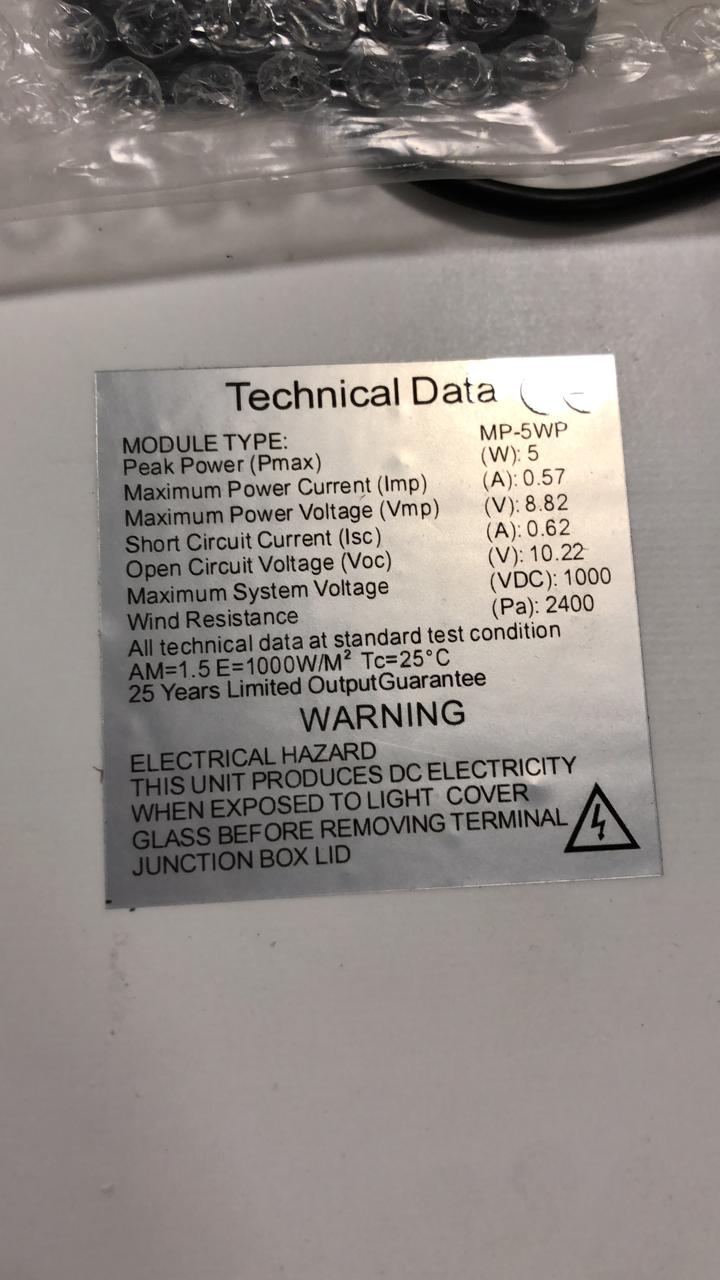 Technical Data CE
MODULE TYPE: MP-5WP
Peak Power (Pmax) (W): 5
Maximum Power Current (Imp) (A): 0.57
Maximum Power Voltage (Vmp) (V): 8.82
Short Circuit Current (Isc) (A): 0.62
Open Circuit Voltage (Voc) (V): 10.22
Maximum System Voltage (VDC): 1000
Wind Resistance (Pa): 2400
All technical data at standard test condition
AM=1.5 E=1000W/M² Tc=25°C
25 Years Limited OutputGuarantee
WARNING
ELECTRICAL HAZARD
THIS UNIT PRODUCES DC ELECTRICITY
WHEN EXPOSED TO LIGHT COVER
GLASS BEFORE REMOVING TERMINAL
JUNCTION BOX LID